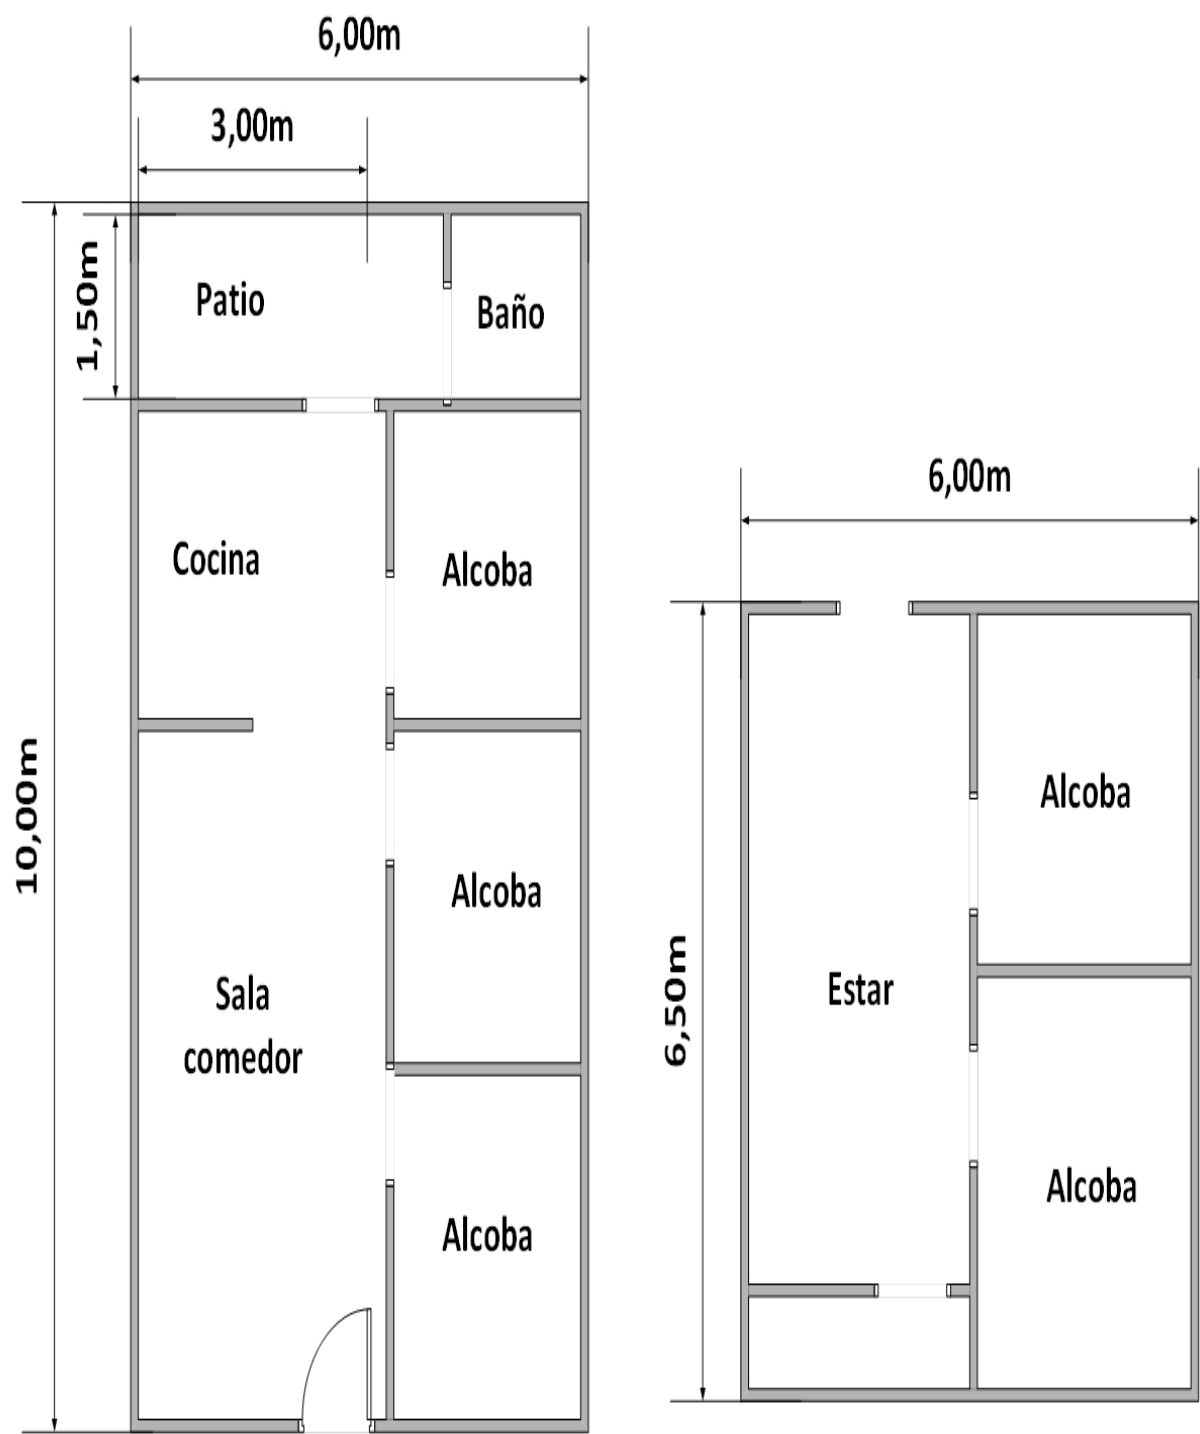 6,00m
3,00m
1,50m
Patio
Baño
Cocina
Alcoba
10,00m
Alcoba
Sala
comedor
Alcoba
6,00m
6,50m
Alcoba
Estar
Alcoba